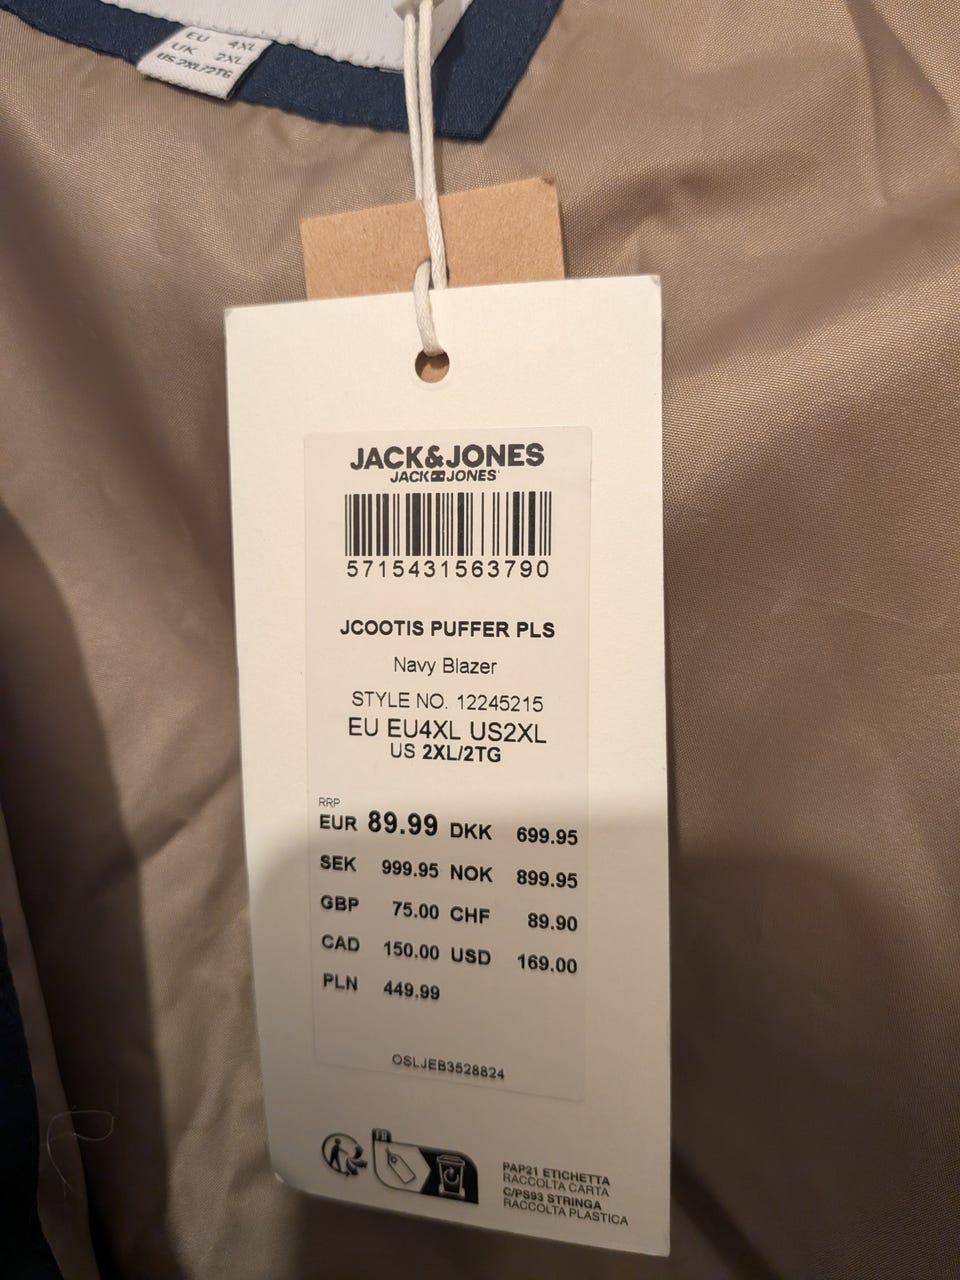 EU 4XL
UK 2XL
US 2XL/2TG
JACK&JONES
JACK JONES
5715431563790
JCOOTIS PUFFER PLS
Navy Blazer
STYLE NO. 12245215
EU EU4XL US2XL
US 2XL/2TG
RRP
EUR 89.99 DKK 699.95
SEK 999.95 NOK 899.95
GBP 75.00 CHF 89.90
CAD 150.00 USD 169.00
PLN 449.99
OSLJEB3528824
FR
PAP21 ETICHETTA
RACCOLTA CARTA
C/PS93 STRINGA
RACCOLTA PLASTICA